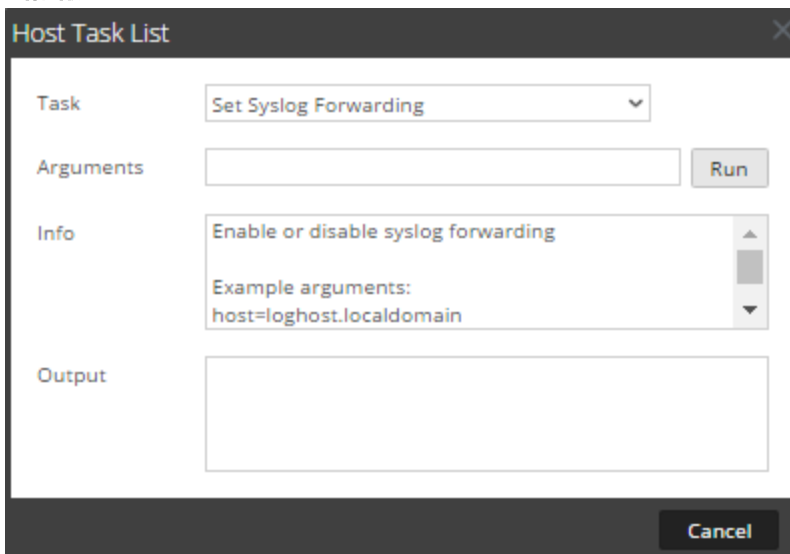 Host Task List
Task
Set Syslog Forwarding
Arguments
Run
Info
Enable or disable syslog forwarding
Example arguments:
host=loghost.localdomain
Output
Cancel